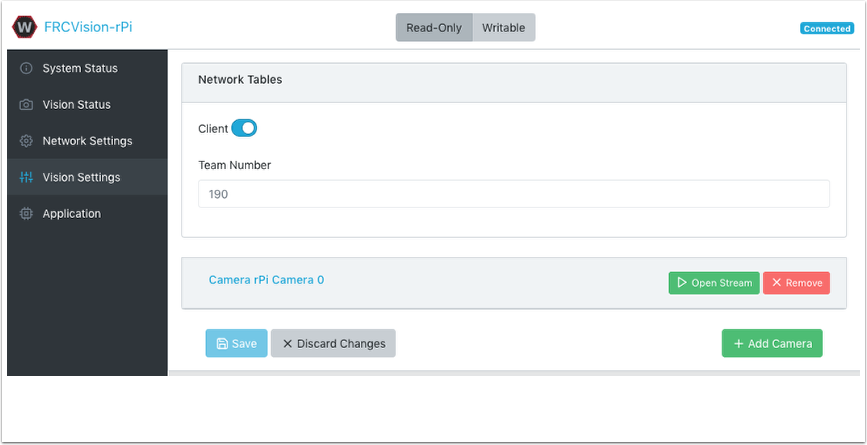 W FRCVision-rPi
Read-Only Writable
Connected
System Status
Vision Status
Network Settings
Vision Settings
Application
Network Tables
Client
Team Number
190
Camera rPi Camera 0
Open Stream
Remove
Save
Discard Changes
Add Camera